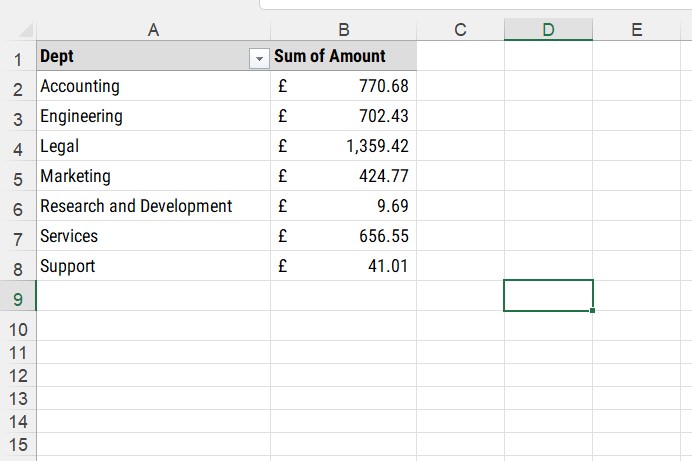 A B C D E
1 Dept Sum of Amount
2 Accounting £ 770.68
3 Engineering £ 702.43
4 Legal £ 1,359.42
5 Marketing £ 424.77
6 Research and Development £ 9.69
7 Services £ 656.55
8 Support £ 41.01
9
10
11
12
13
14
15